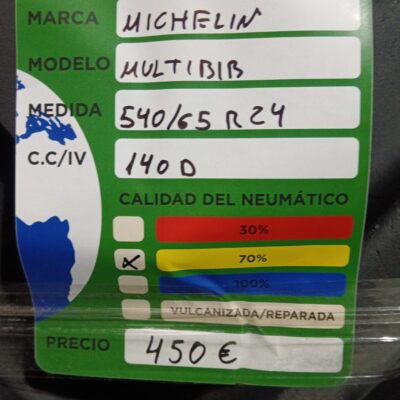 MARCA MICHELIN
MODELO MULTIBIB
MEDIDA 540/65 R 24
C.C/IV 140 D
CALIDAD DEL NEUMÁTICO
30%
X 70%
100%
VULCANIZADA/REPARADA
PRECIO 450 €